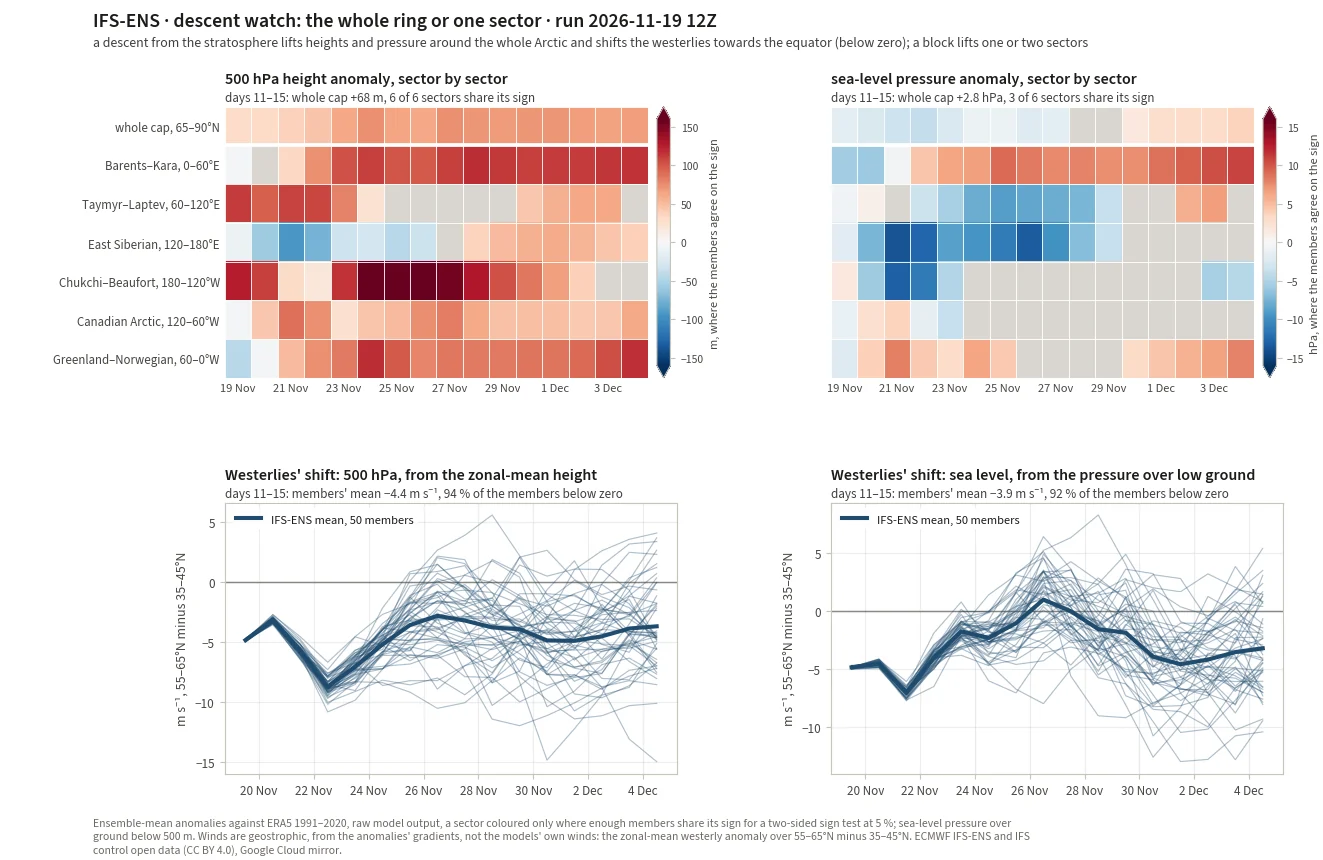 IFS-ENS · descent watch: the whole ring or one sector · run 2026-11-19 12Z
a descent from the stratosphere lifts heights and pressure around the whole Arctic and shifts the westerlies towards the equator (below zero); a block lifts one or two sectors
500 hPa height anomaly, sector by sector
days 11–15: whole cap +68 m, 6 of 6 sectors share its sign
whole cap, 65–90°N
Barents–Kara, 0–60°E
Taymyr–Laptev, 60–120°E
East Siberian, 120–180°E
Chukchi–Beaufort, 180–120°W
Canadian Arctic, 120–60°W
Greenland–Norwegian, 60–0°W
19 Nov 21 Nov 23 Nov 25 Nov 27 Nov 29 Nov 1 Dec 3 Dec
150
100
50
0
−50
−100
−150
m, where the members agree on the sign
sea-level pressure anomaly, sector by sector
days 11–15: whole cap +2.8 hPa, 3 of 6 sectors share its sign
19 Nov 21 Nov 23 Nov 25 Nov 27 Nov 29 Nov 1 Dec 3 Dec
15
10
5
0
−5
−10
−15
hPa, where the members agree on the sign
Westerlies' shift: 500 hPa, from the zonal-mean height
days 11–15: members' mean −4.4 m s⁻¹, 94 % of the members below zero
IFS-ENS mean, 50 members
m s⁻¹, 55–65°N minus 35–45°N
5
0
−5
−10
−15
20 Nov 22 Nov 24 Nov 26 Nov 28 Nov 30 Nov 2 Dec 4 Dec
Westerlies' shift: sea level, from the pressure over low ground
days 11–15: members' mean −3.9 m s⁻¹, 92 % of the members below zero
IFS-ENS mean, 50 members
m s⁻¹, 55–65°N minus 35–45°N
5
0
−5
−10
20 Nov 22 Nov 24 Nov 26 Nov 28 Nov 30 Nov 2 Dec 4 Dec
Ensemble-mean anomalies against ERA5 1991–2020, raw model output, a sector coloured only where enough members share its sign for a two-sided sign test at 5 %; sea-level pressure over
ground below 500 m. Winds are geostrophic, from the anomalies' gradients, not the models' own winds: the zonal-mean westerly anomaly over 55–65°N minus 35–45°N. ECMWF IFS-ENS and IFS
control open data (CC BY 4.0), Google Cloud mirror.